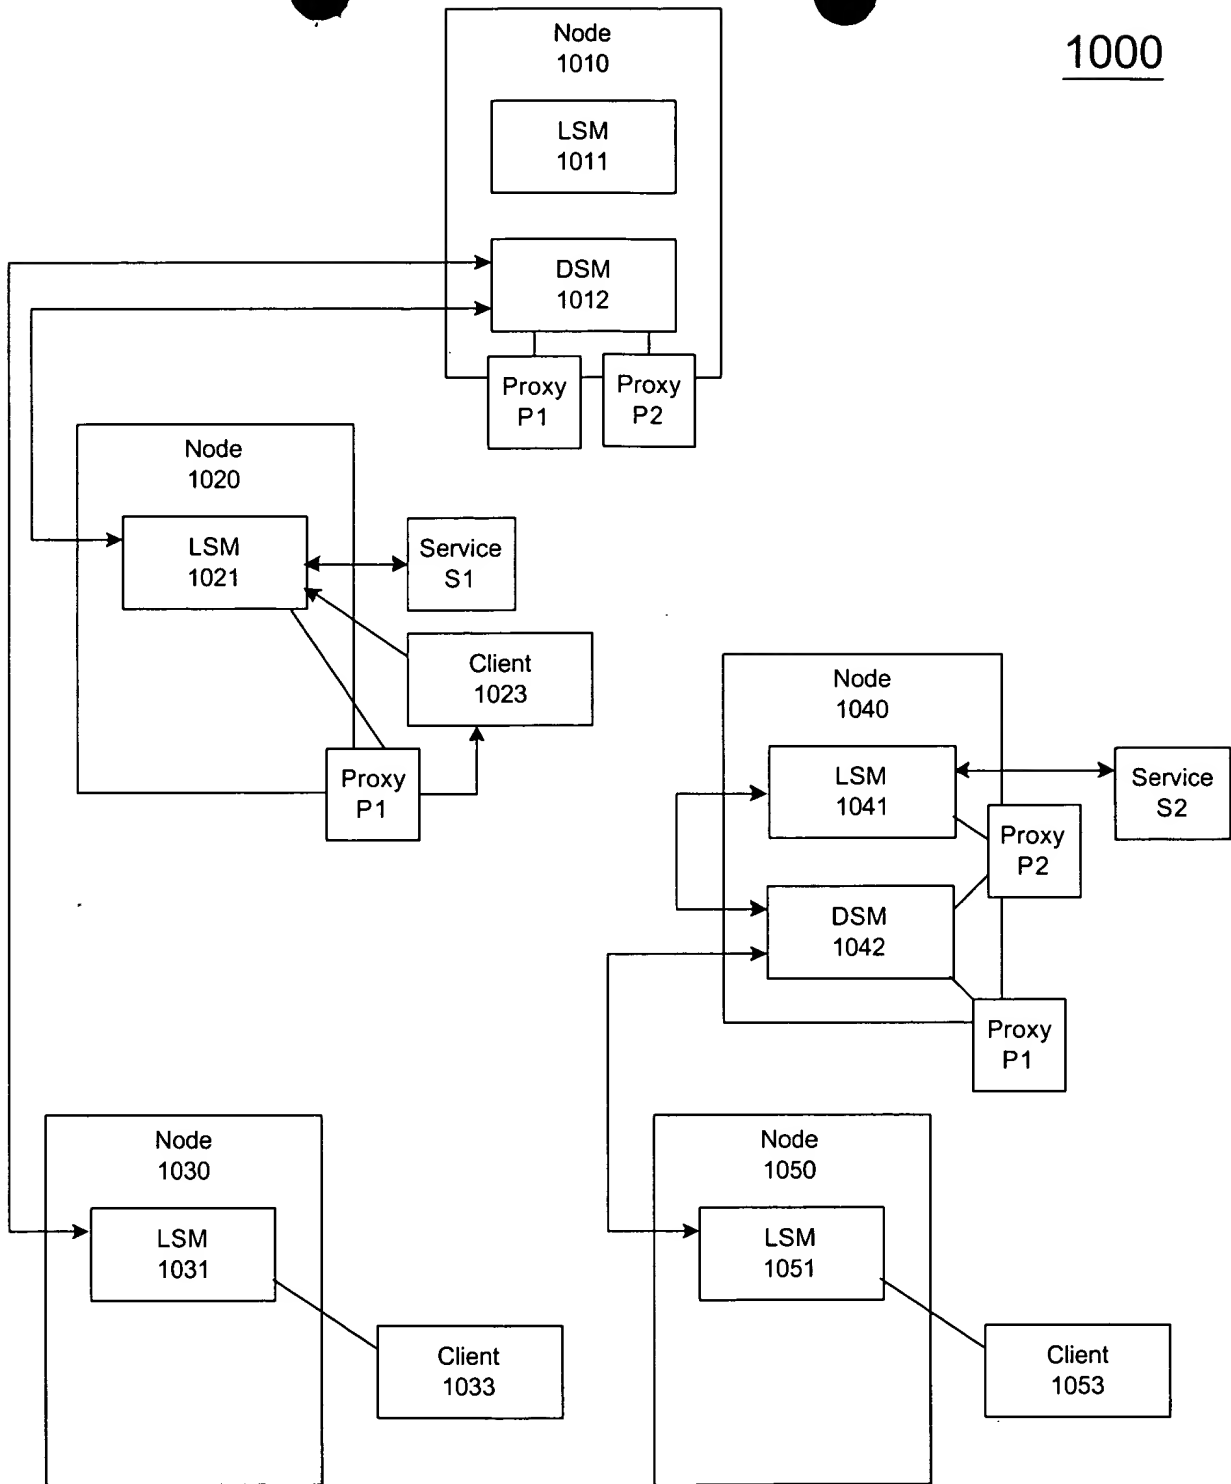 1000
Node
1010
LSM
1011
DSM
1012
Proxy
P1
Proxy
P2
Node
1020
LSM
1021
Service
S1
Client
1023
Proxy
P1
Node
1040
LSM
1041
Service
S2
Proxy
P2
DSM
1042
Proxy
P1
Node
1030
LSM
1031
Client
1033
Node
1050
LSM
1051
Client
1053